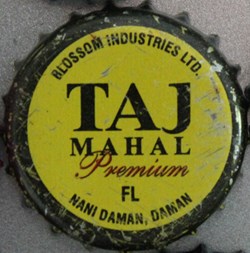 BLOSSOM INDUSTRIES LTD.
TAJ
MAHAL
Premium
FL
NANI DAMAN, DAMAN